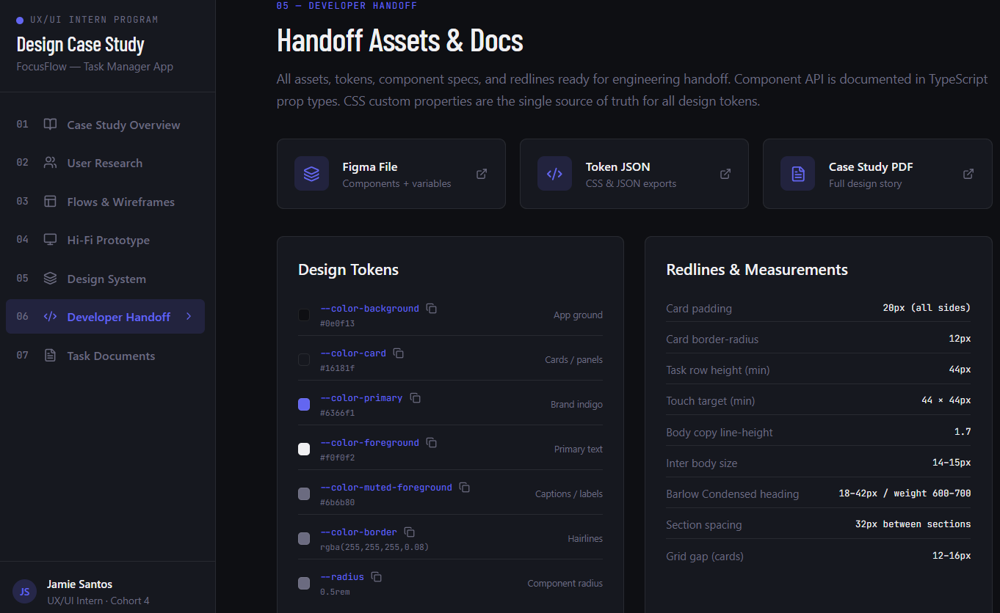 UX/UI INTERN PROGRAM
Design Case Study
FocusFlow — Task Manager App
01 Case Study Overview
02 User Research
03 Flows & Wireframes
04 Hi-Fi Prototype
05 Design System
06 Developer Handoff
07 Task Documents
JS
Jamie Santos
UX/UI Intern · Cohort 4
05 — DEVELOPER HANDOFF
Handoff Assets & Docs
All assets, tokens, component specs, and redlines ready for engineering handoff. Component API is documented in TypeScript
prop types. CSS custom properties are the single source of truth for all design tokens.
Figma File
Components + variables
Token JSON
CSS & JSON exports
Case Study PDF
Full design story
Design Tokens
--color-background
#0e0f13
App ground
--color-card
#16181f
Cards / panels
--color-primary
#6366f1
Brand indigo
--color-foreground
#f0f0f2
Primary text
--color-muted-foreground
#6b6b80
Captions / labels
--color-border
rgba(255,255,255,0.08)
Hairlines
--radius
0.5rem
Component radius
Redlines & Measurements
Card padding 20px (all sides)
Card border-radius 12px
Task row height (min) 44px
Touch target (min) 44 × 44px
Body copy line-height 1.7
Inter body size 14–15px
Barlow Condensed heading 18–42px / weight 600–700
Section spacing 32px between sections
Grid gap (cards) 12–16px